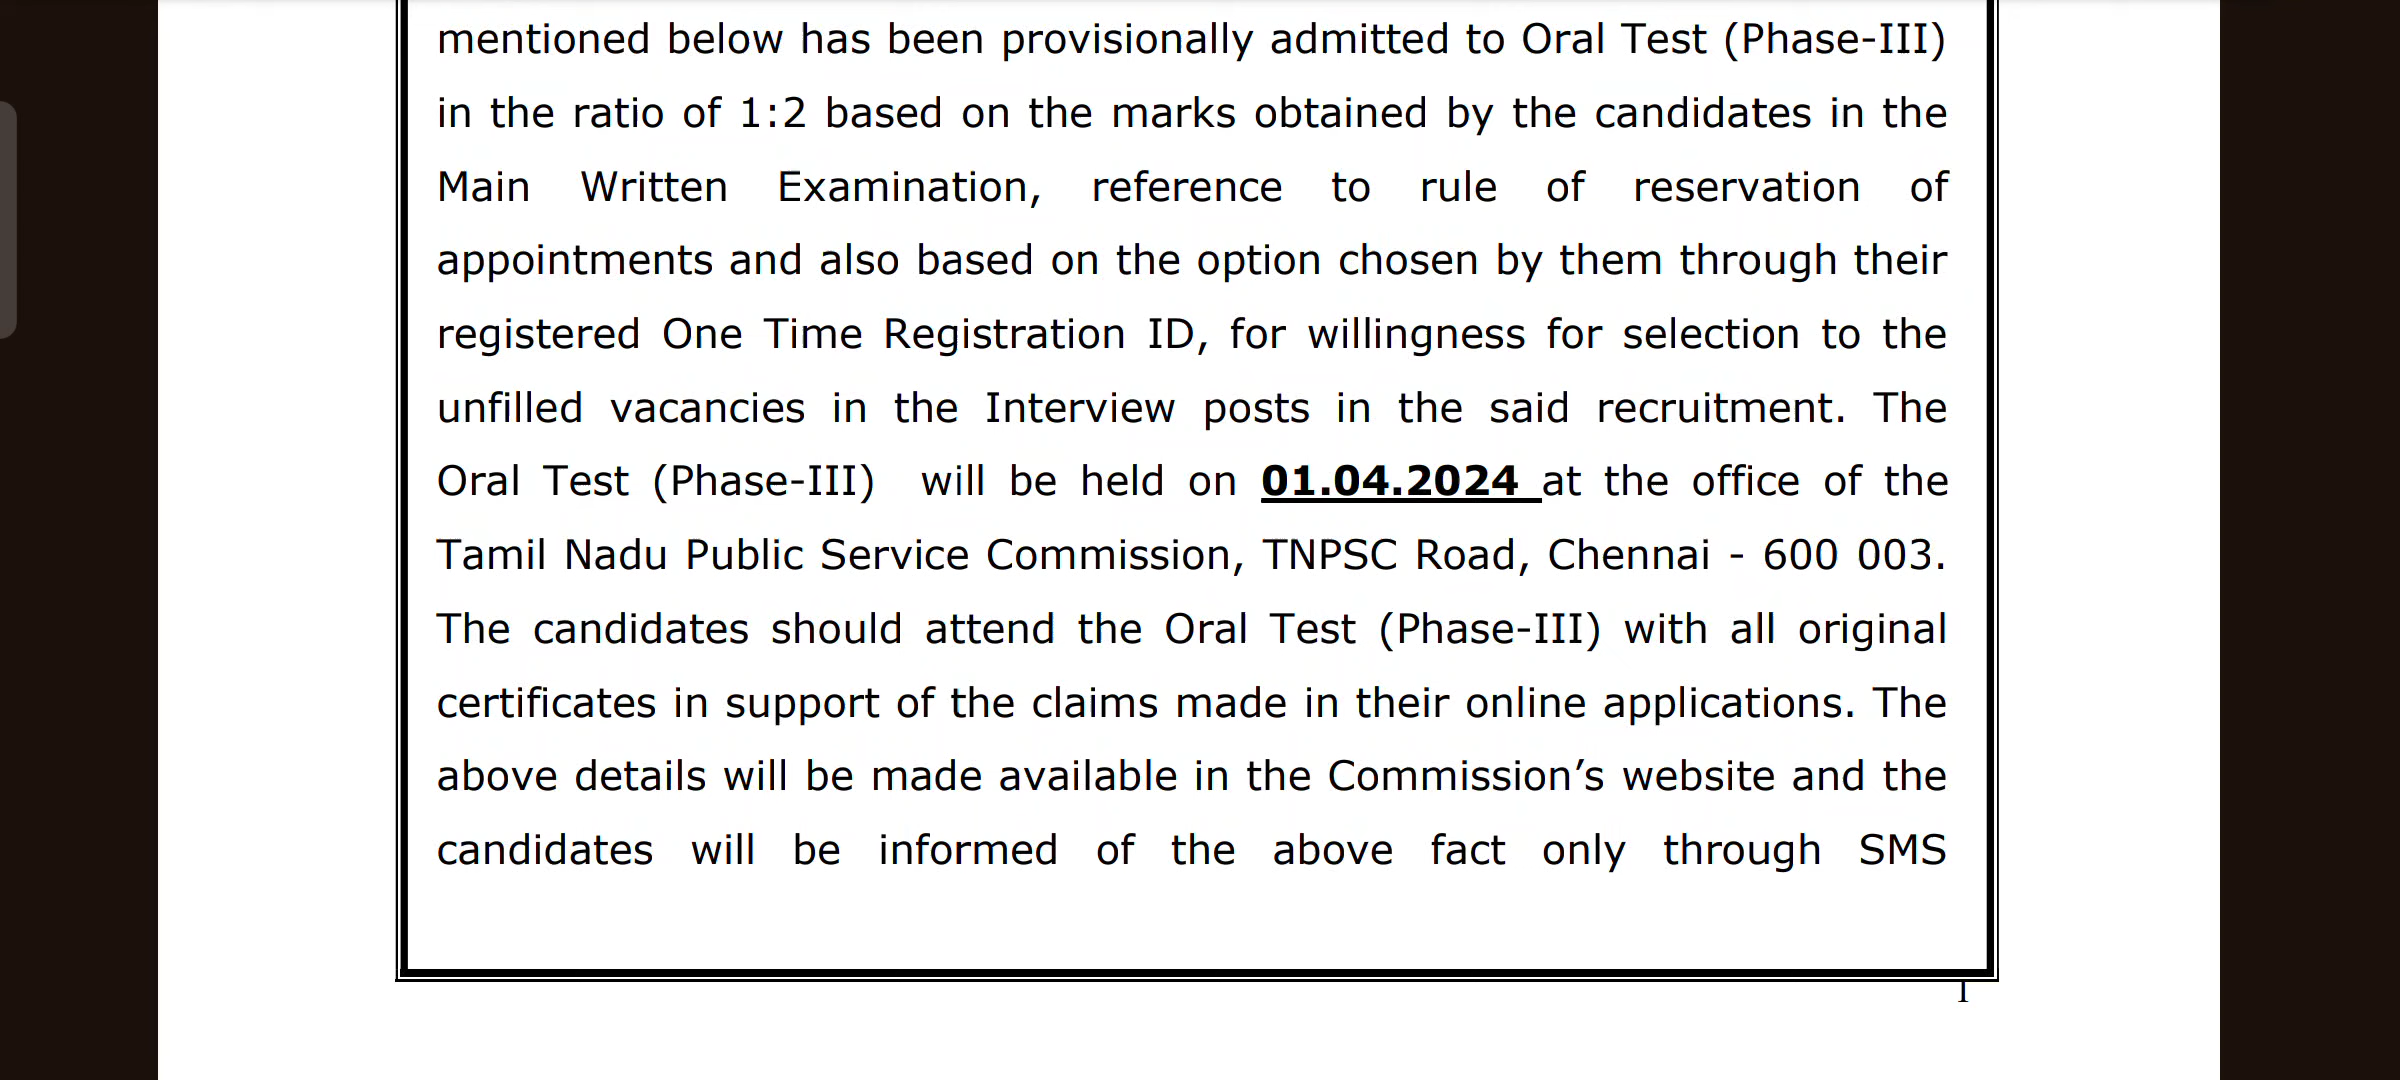 mentioned below has been provisionally admitted to Oral Test (Phase-III)
in the ratio of 1:2 based on the marks obtained by the candidates in the
Main Written Examination, reference to rule of reservation of
appointments and also based on the option chosen by them through their
registered One Time Registration ID, for willingness for selection to the
unfilled vacancies in the Interview posts in the said recruitment. The
Oral Test (Phase-III) will be held on 01.04.2024 at the office of the
Tamil Nadu Public Service Commission, TNPSC Road, Chennai - 600 003.
The candidates should attend the Oral Test (Phase-III) with all original
certificates in support of the claims made in their online applications. The
above details will be made available in the Commission’s website and the
candidates will be informed of the above fact only through SMS
1